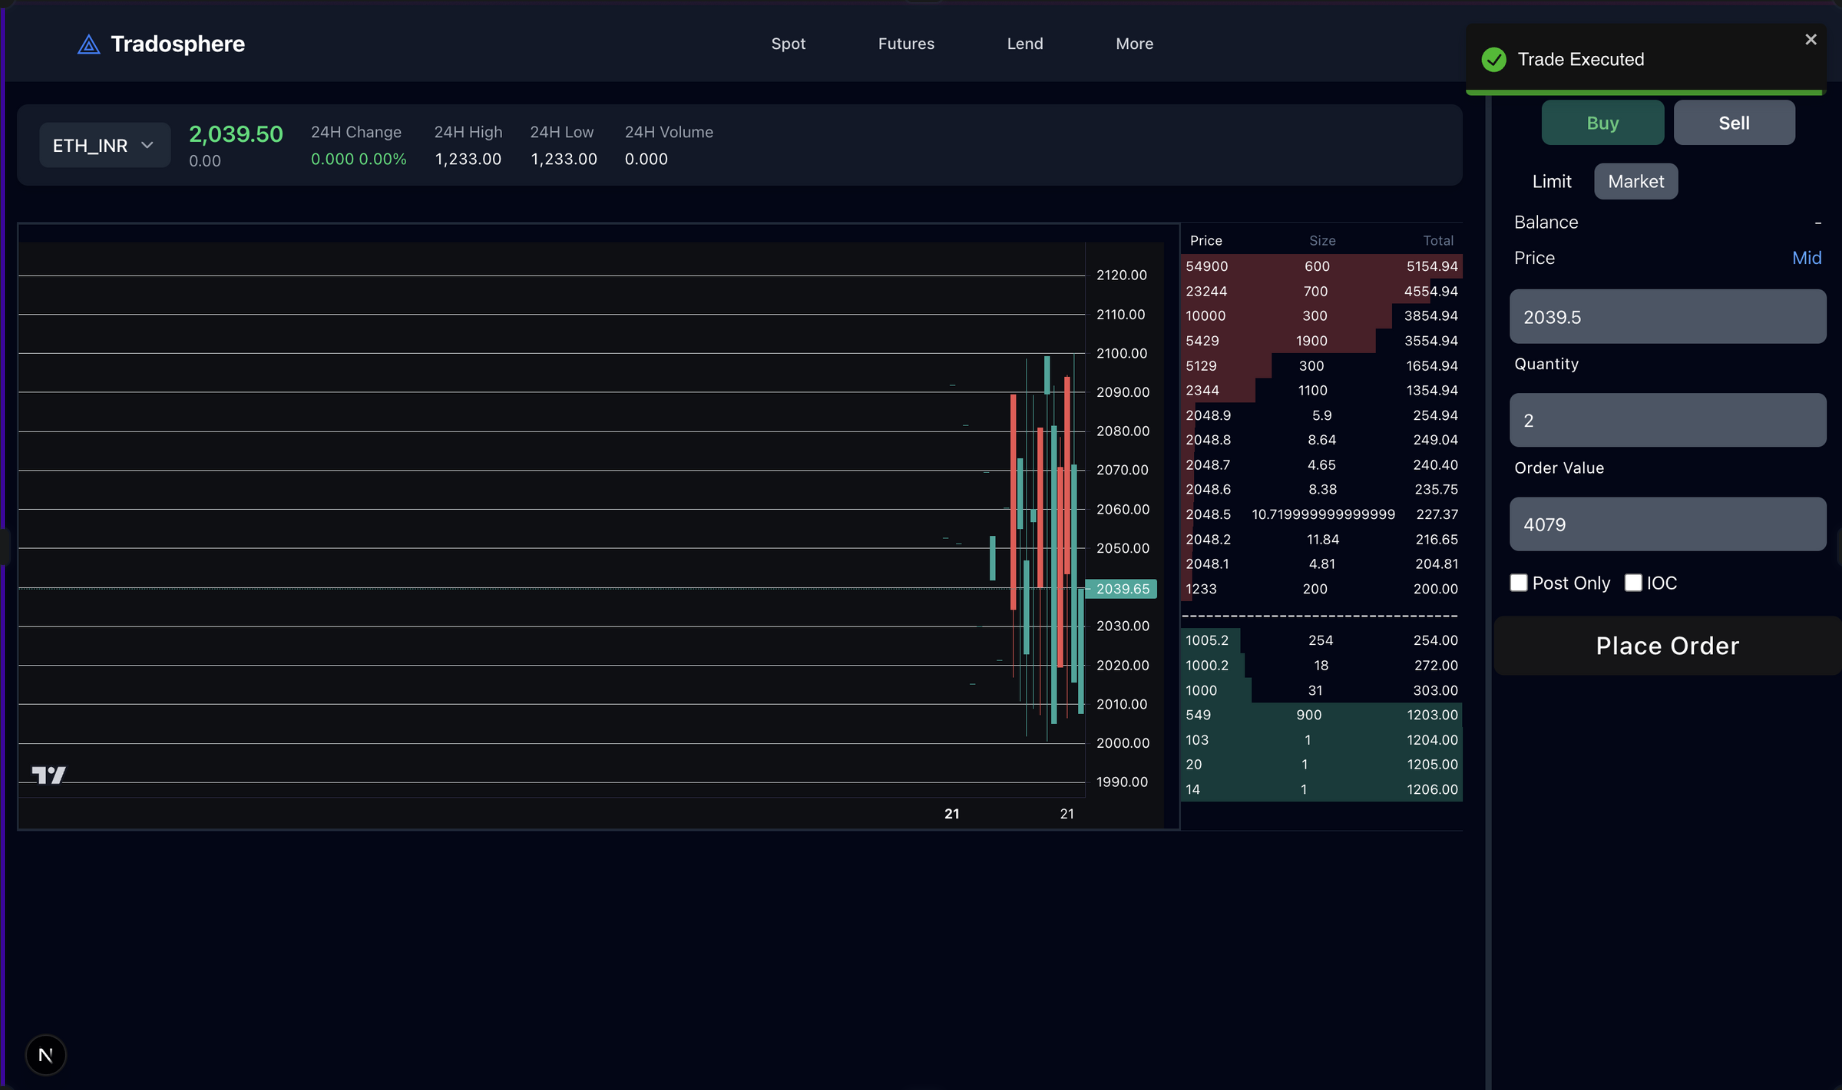 Tradosphere
Spot Futures Lend More
Trade Executed
ETH_INR
2,039.50
0.00
24H Change
0.000 0.00%
24H High
1,233.00
24H Low
1,233.00
24H Volume
0.000
Buy Sell
Limit Market
Balance -
Price Mid
2039.5
Quantity
2
Order Value
4079
Post Only IOC
Place Order
2120.00
2110.00
2100.00
2090.00
2080.00
2070.00
2060.00
2050.00
2039.65
2030.00
2020.00
2010.00
2000.00
1990.00
21 21
Price Size Total
54900 600 5154.94
23244 700 4554.94
10000 300 3854.94
5429 1900 3554.94
5129 300 1654.94
2344 1100 1354.94
2048.9 5.9 254.94
2048.8 8.64 249.04
2048.7 4.65 240.40
2048.6 8.38 235.75
2048.5 10.719999999999999 227.37
2048.2 11.84 216.65
2048.1 4.81 204.81
1233 200 200.00
1005.2 254 254.00
1000.2 18 272.00
1000 31 303.00
549 900 1203.00
103 1 1204.00
20 1 1205.00
14 1 1206.00
N